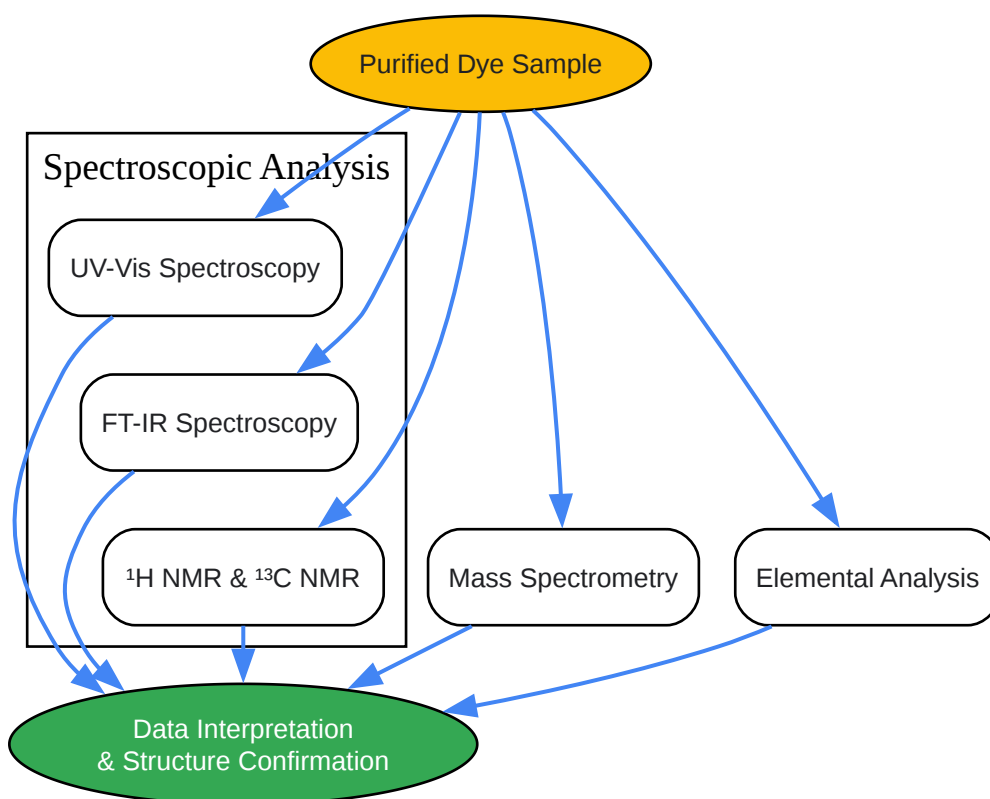 Purified Dye Sample
Spectroscopic Analysis
UV-Vis Spectroscopy
FT-IR Spectroscopy
¹H NMR & ¹³C NMR
Mass Spectrometry
Elemental Analysis
Data Interpretation
& Structure Confirmation